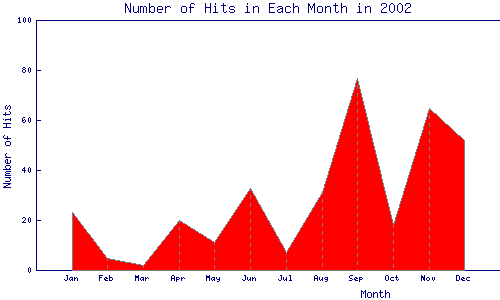 Number of Hits in Each Month in 2002
100
80
60
40
20
0
Number of Hits
Jan Feb Mar Apr May Jun Jul Aug Sep Oct Nov Dec
Month